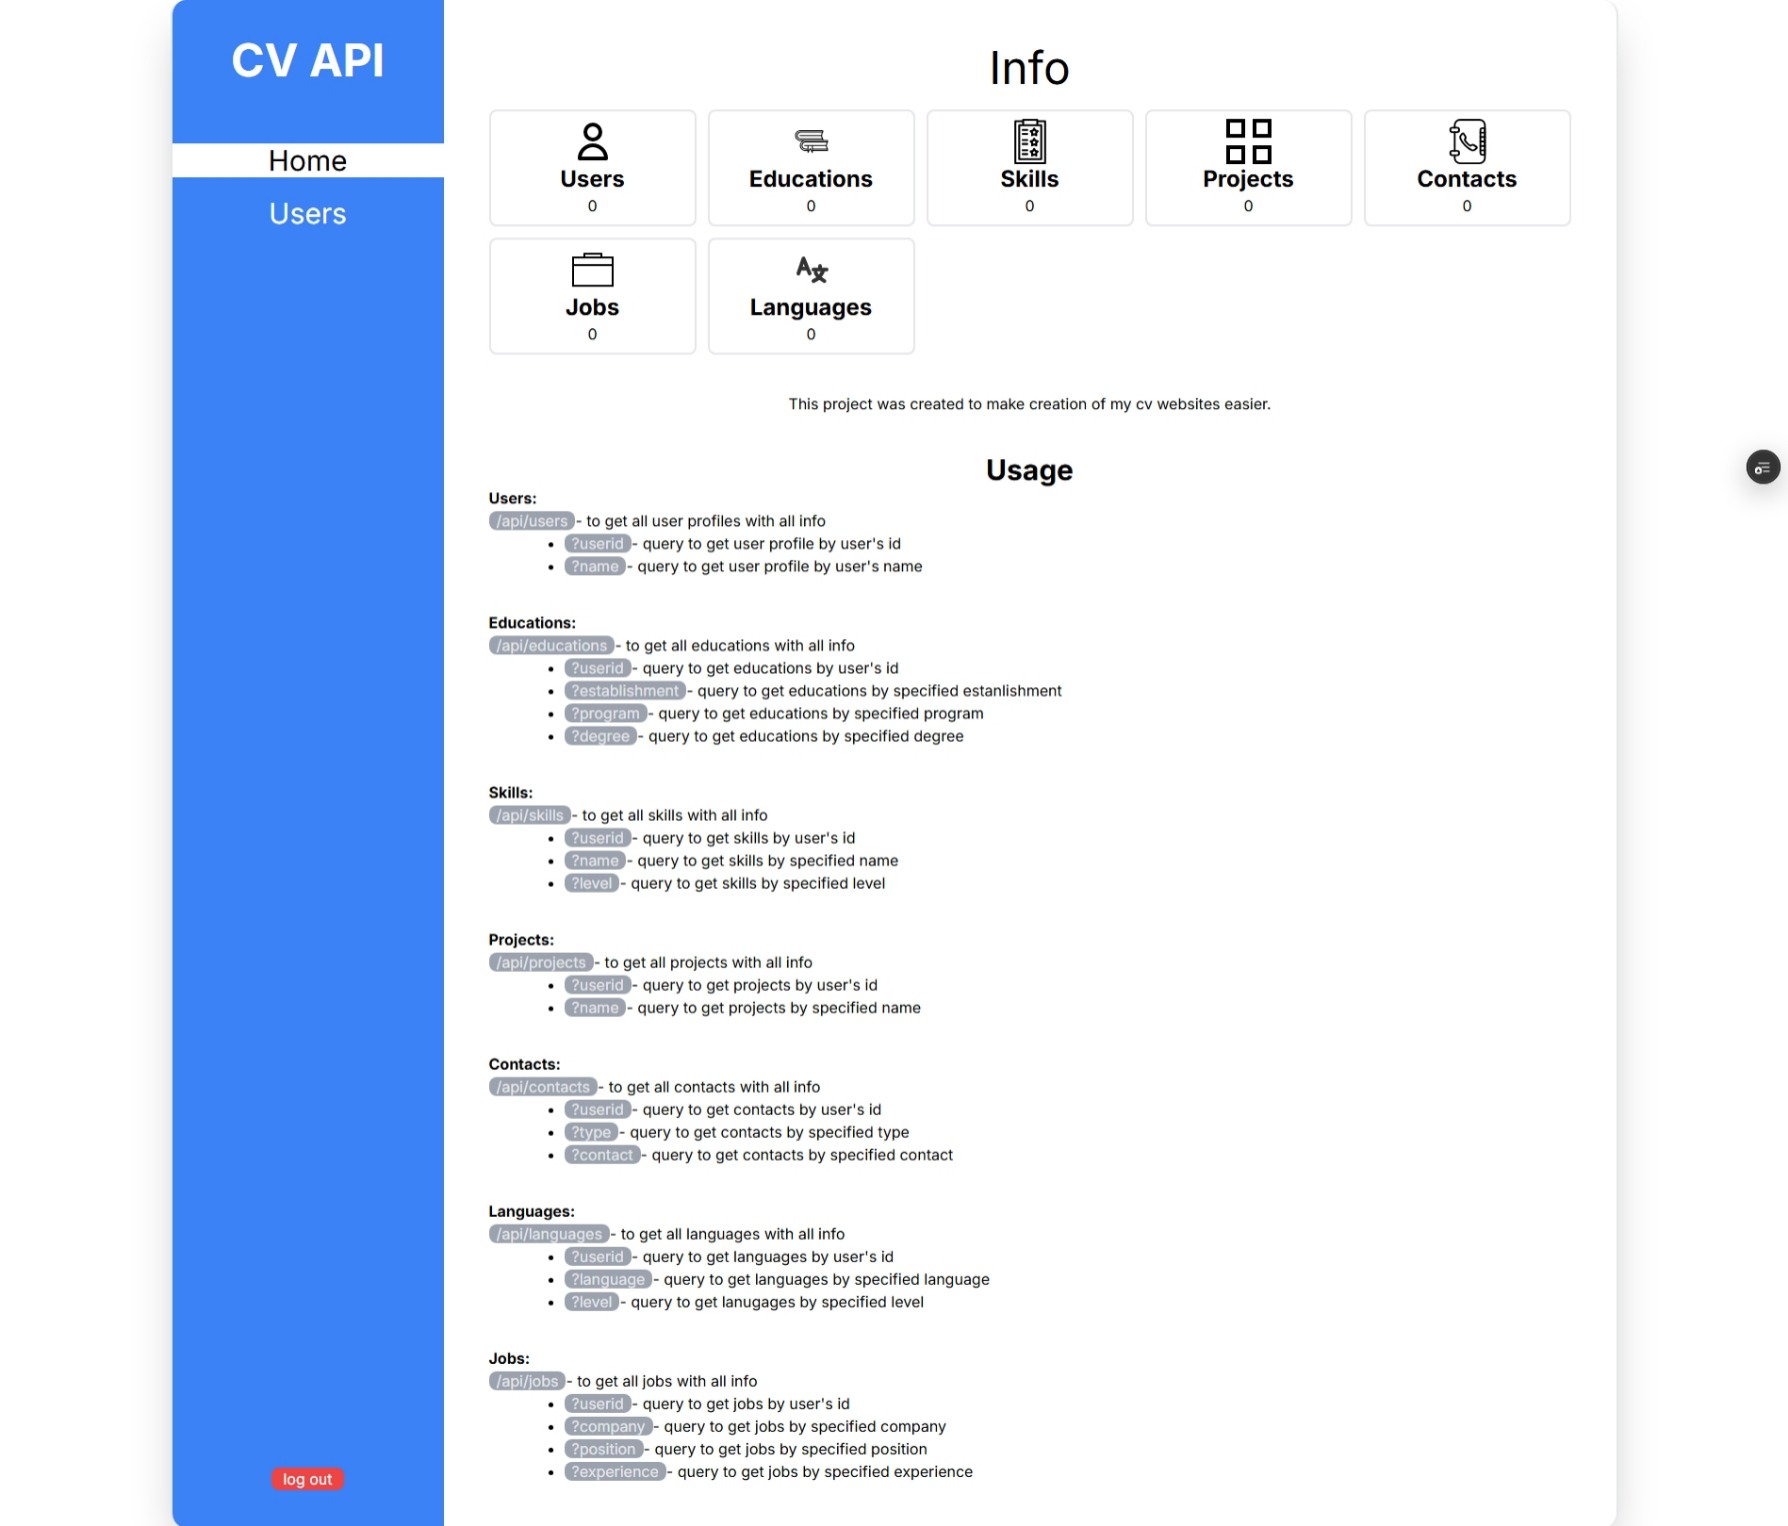 CV API
Home
Users
log out
Info
Users
0
Educations
0
Skills
0
Projects
0
Contacts
0
Jobs
0
Languages
0
This project was created to make creation of my cv websites easier.
Usage
Users:
/api/users - to get all user profiles with all info
?userid - query to get user profile by user's id
?name - query to get user profile by user's name
Educations:
/api/educations - to get all educations with all info
?userid - query to get educations by user's id
?establishment - query to get educations by specified estanlishment
?program - query to get educations by specified program
?degree - query to get educations by specified degree
Skills:
/api/skills - to get all skills with all info
?userid - query to get skills by user's id
?name - query to get skills by specified name
?level - query to get skills by specified level
Projects:
/api/projects - to get all projects with all info
?userid - query to get projects by user's id
?name - query to get projects by specified name
Contacts:
/api/contacts - to get all contacts with all info
?userid - query to get contacts by user's id
?type - query to get contacts by specified type
?contact - query to get contacts by specified contact
Languages:
/api/languages - to get all languages with all info
?userid - query to get languages by user's id
?language - query to get languages by specified language
?level - query to get lanugages by specified level
Jobs:
/api/jobs - to get all jobs with all info
?userid - query to get jobs by user's id
?company - query to get jobs by specified company
?position - query to get jobs by specified position
?experience - query to get jobs by specified experience